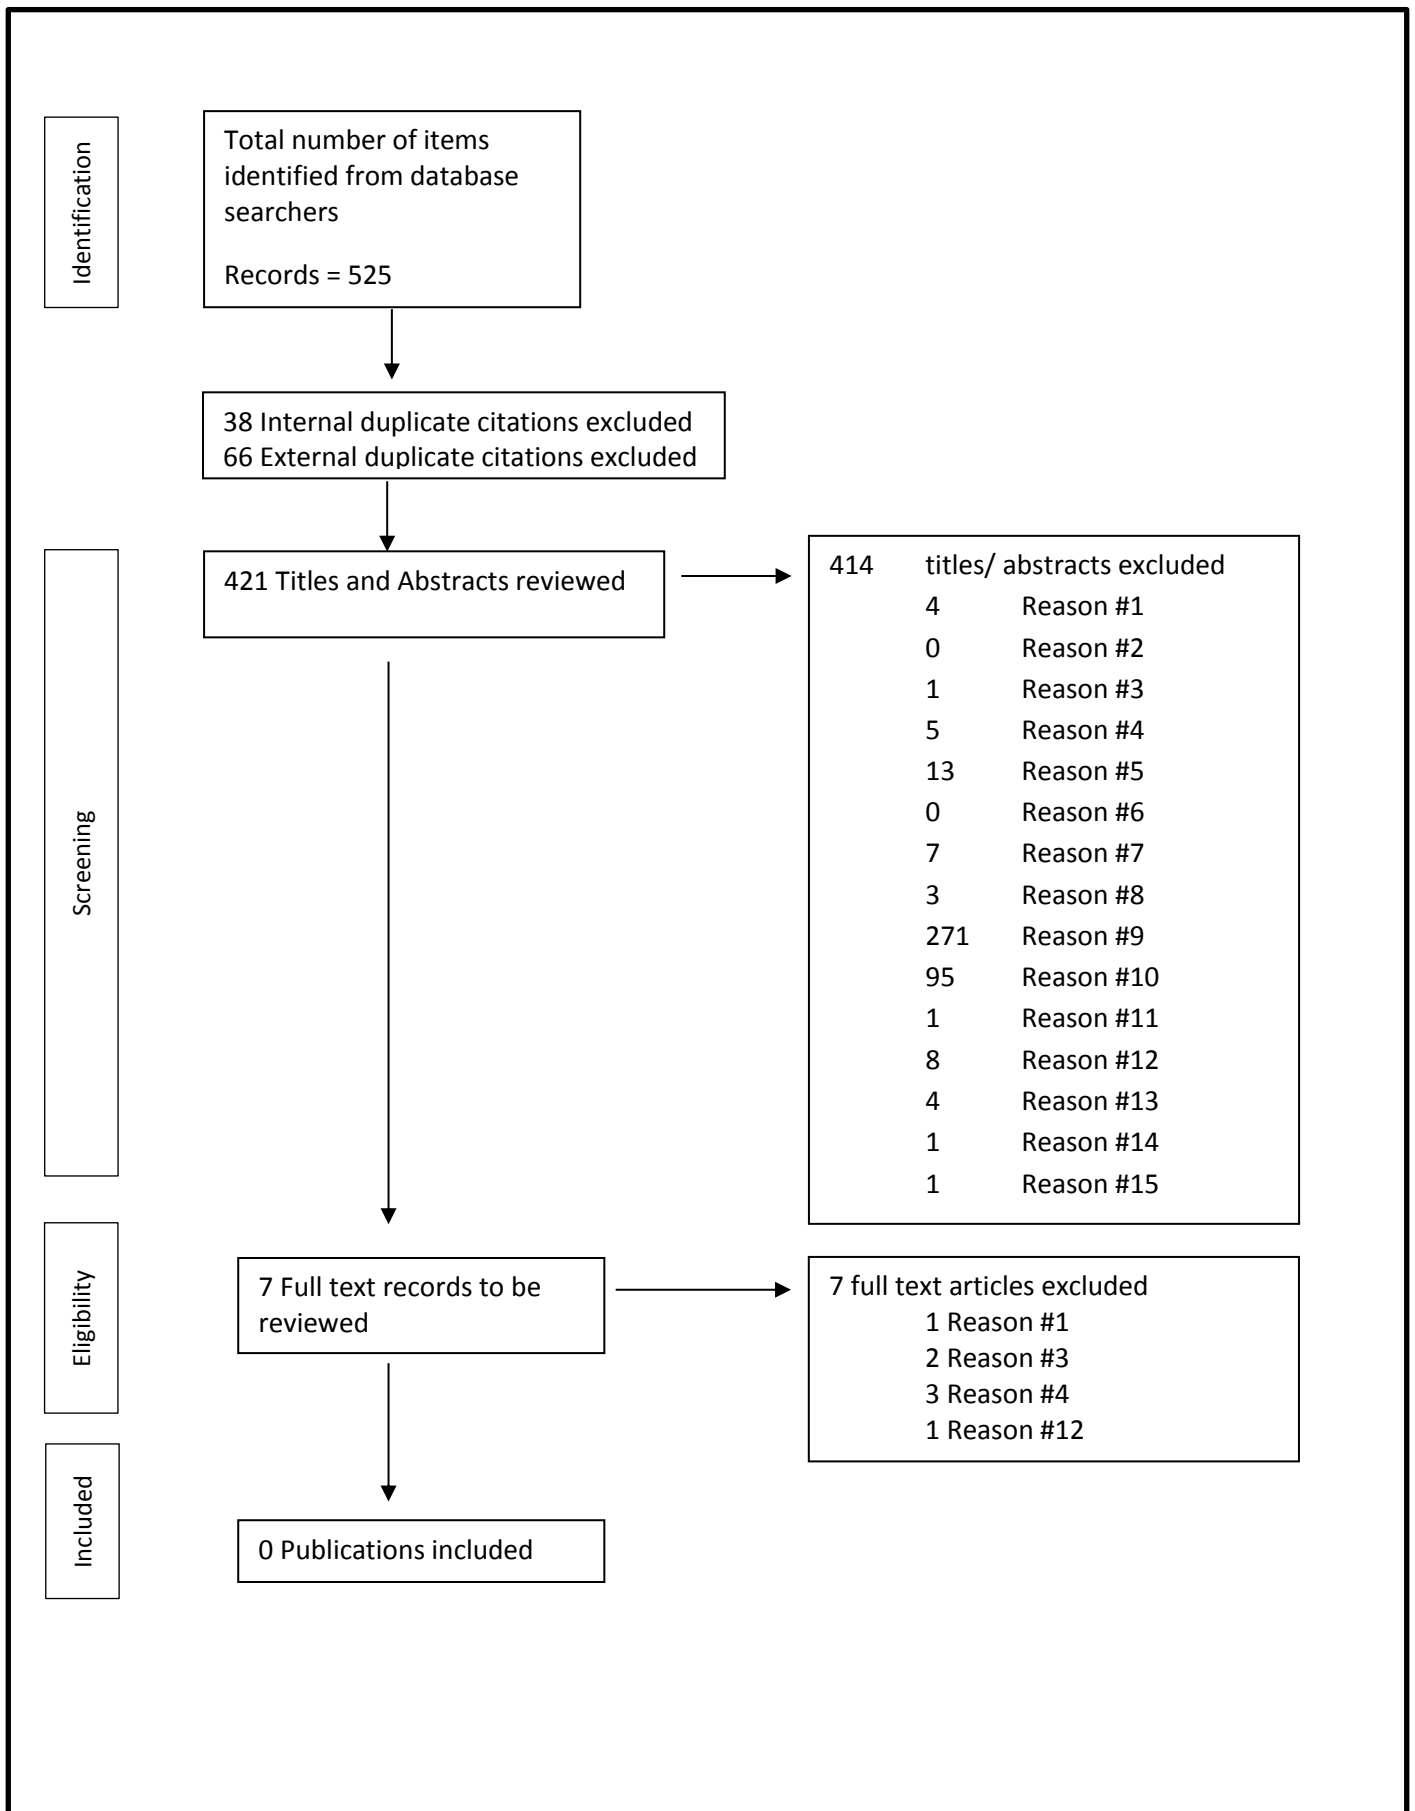 Identification
Total number of items
identified from database
searchers
Records = 525
38 Internal duplicate citations excluded
66 External duplicate citations excluded
Screening
421 Titles and Abstracts reviewed
414 titles/ abstracts excluded
4 Reason #1
0 Reason #2
1 Reason #3
5 Reason #4
13 Reason #5
0 Reason #6
7 Reason #7
3 Reason #8
271 Reason #9
95 Reason #10
1 Reason #11
8 Reason #12
4 Reason #13
1 Reason #14
1 Reason #15
Eligibility
7 Full text records to be
reviewed
7 full text articles excluded
1 Reason #1
2 Reason #3
3 Reason #4
1 Reason #12
Included
0 Publications included